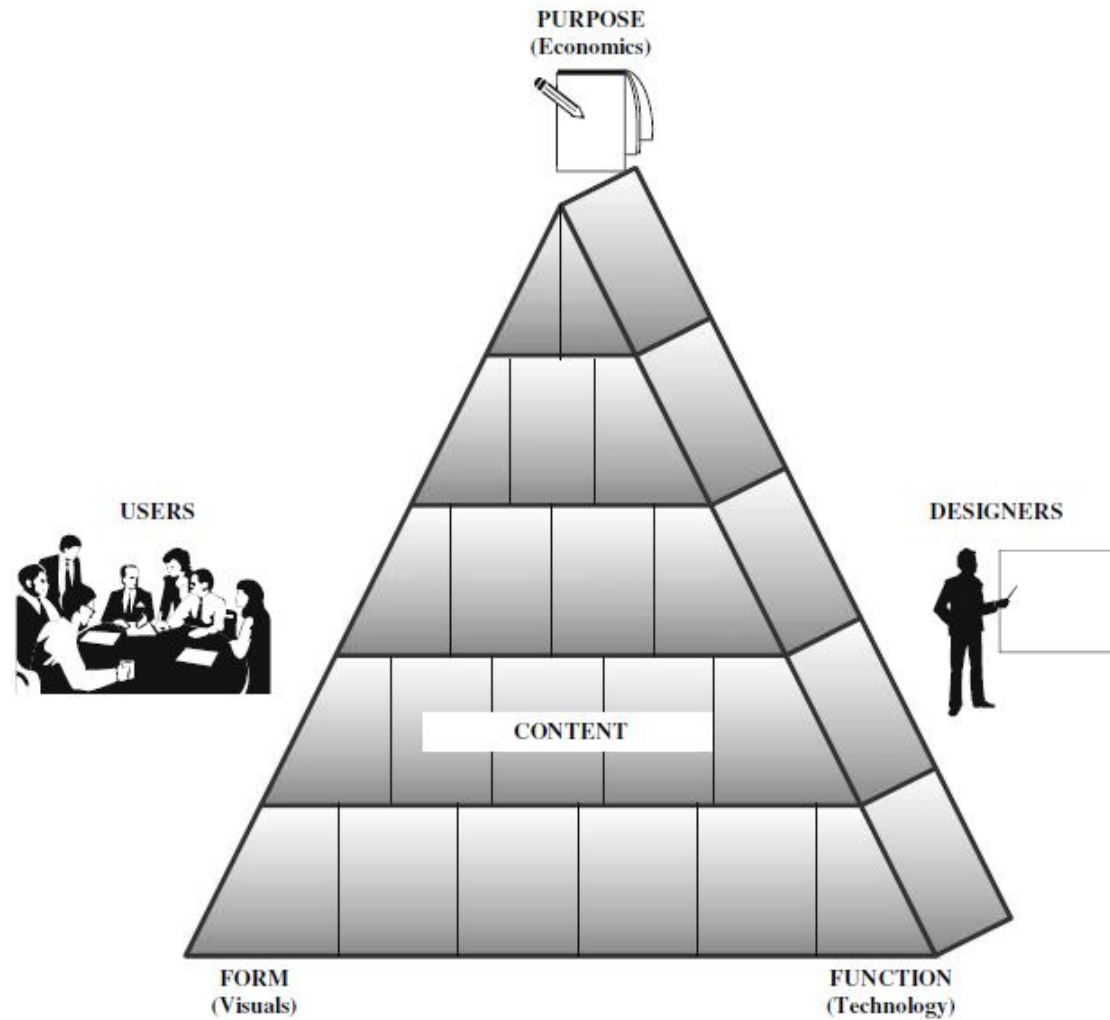 PURPOSE
(Economics)
USERS
DESIGNERS
CONTENT
FORM
(Visuals)
FUNCTION
(Technology)